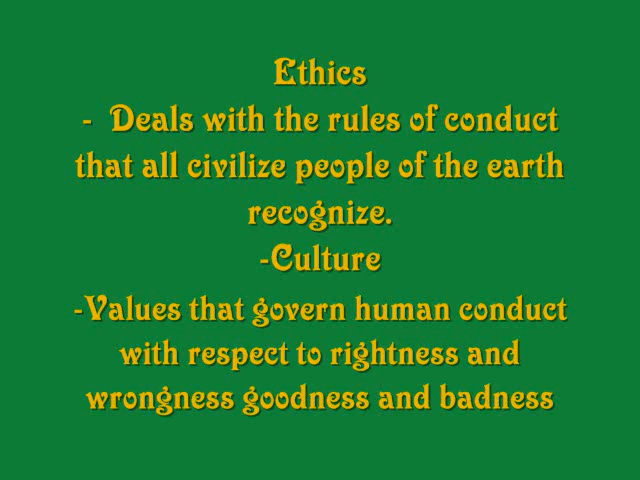 Ethics
- Deals with the rules of conduct
that all civilize people of the earth
recognize.
-Culture
-Values that govern human conduct
with respect to rightness and
wrongness goodness and badness